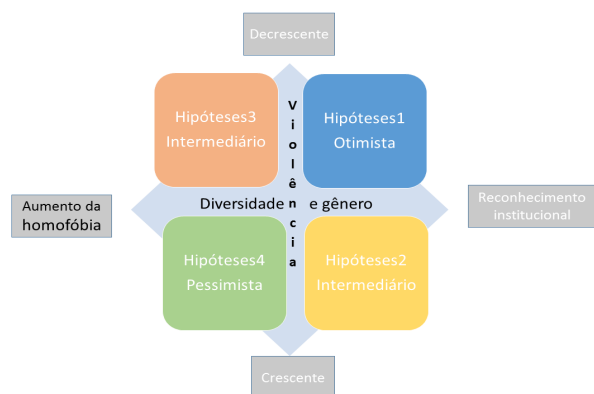 Decrescente
Hipóteses3
Intermediário
Hipóteses1
Otimista
Violência
Aumento da
homofóbia
Diversidade e gênero
Reconhecimento
institucional
Hipóteses4
Pessimista
Hipóteses2
Intermediário
Crescente